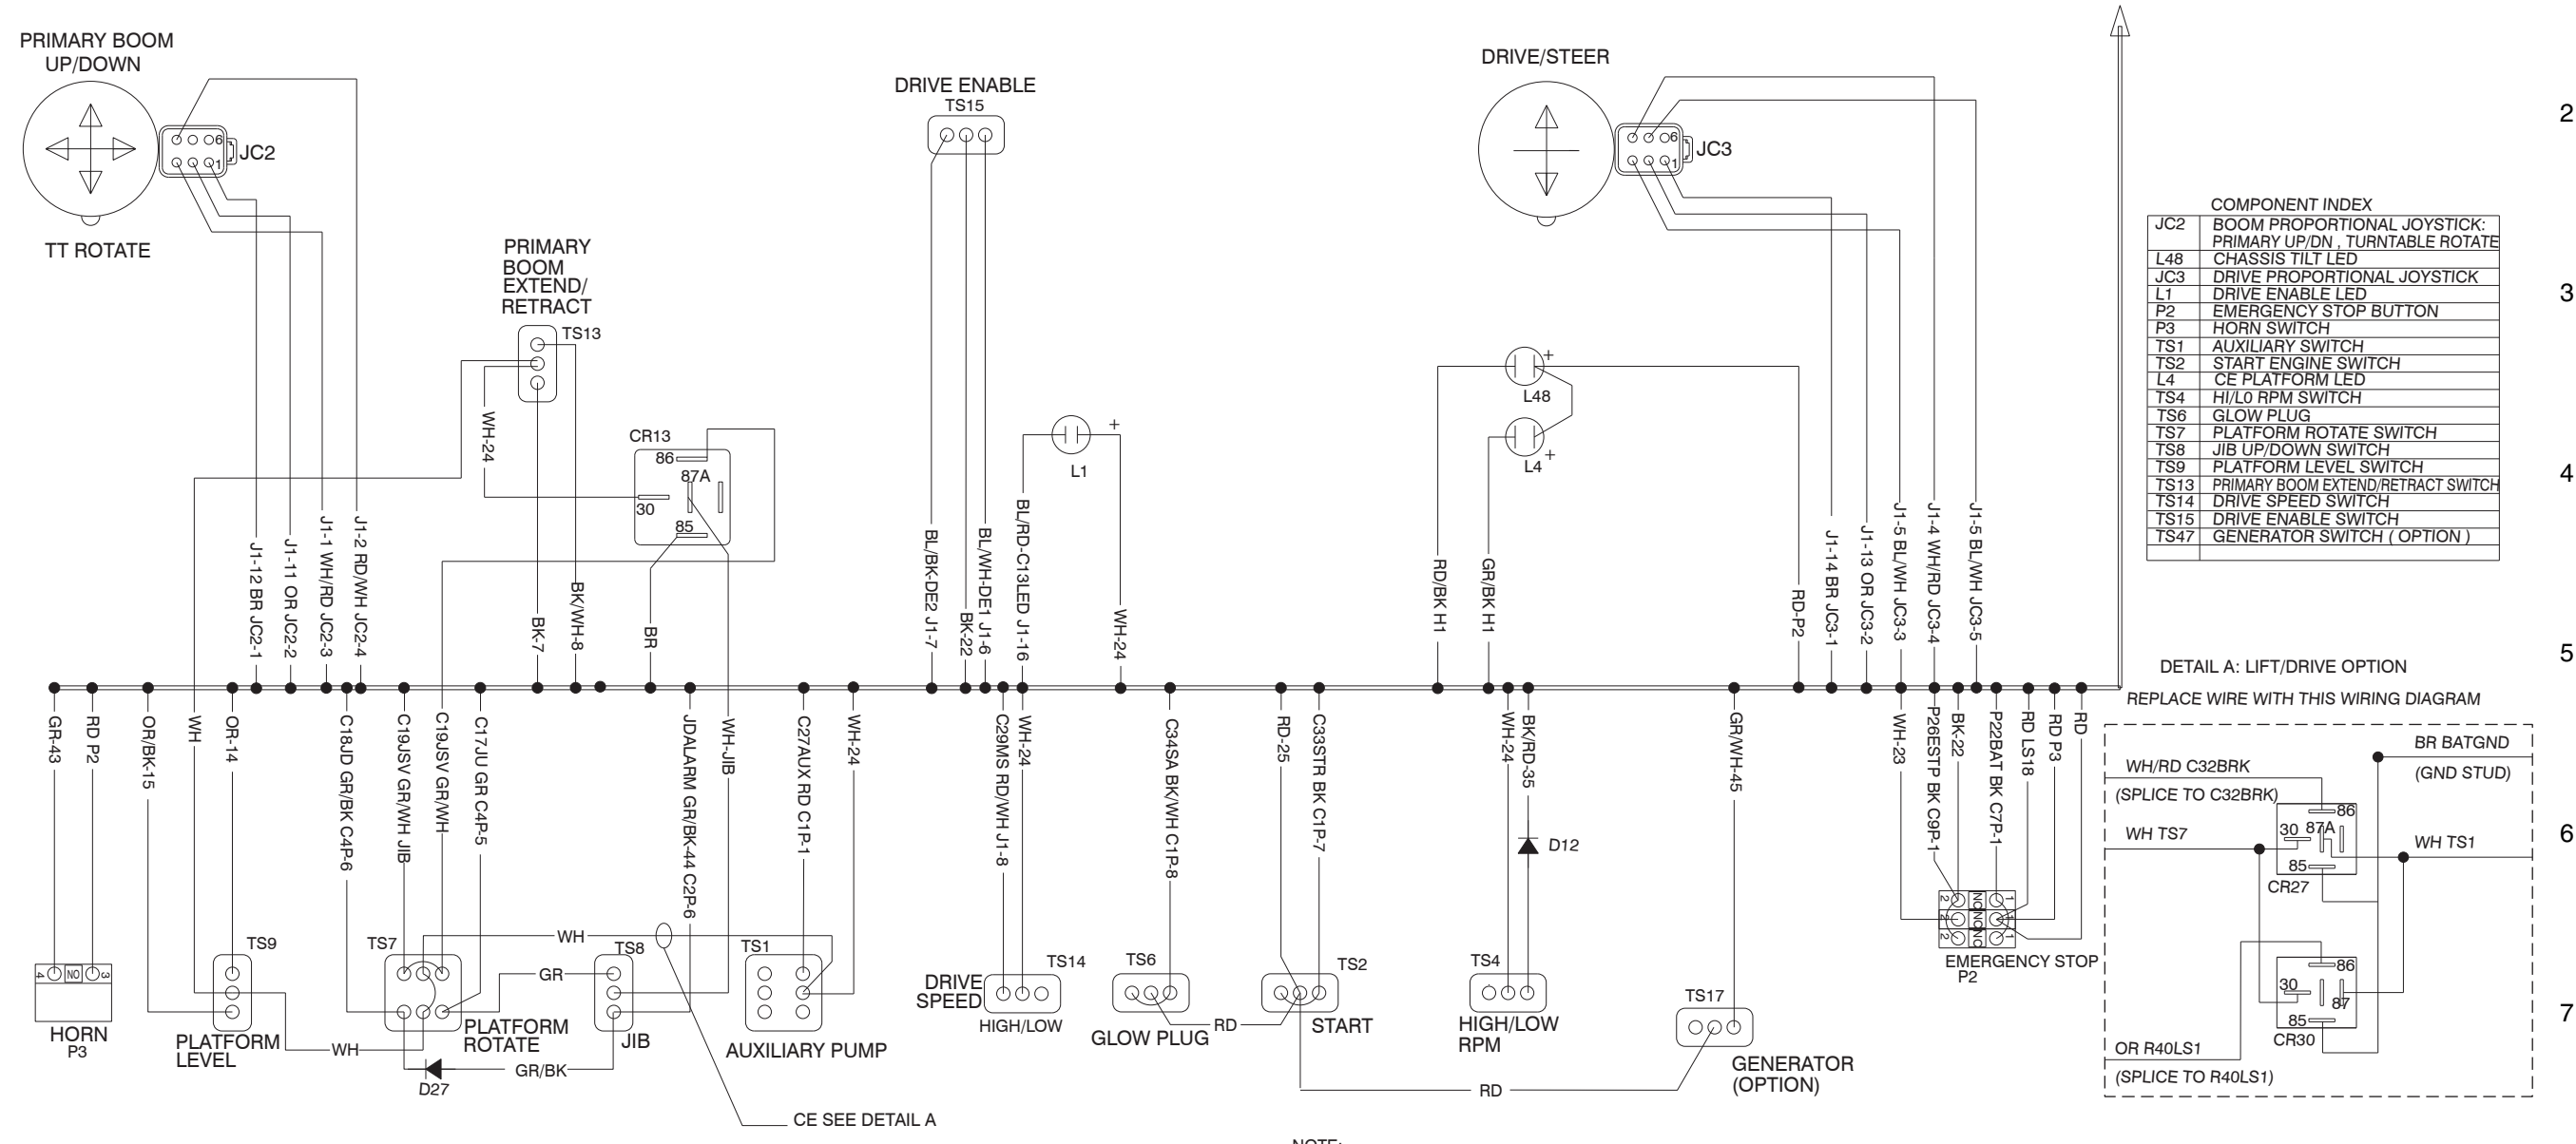 PRIMARY BOOM
UP/DOWN
6
1
JC2
TT ROTATE
DRIVE ENABLE
TS15
DRIVE/STEER
6
1
JC3
2
3
4
5
6
7
PRIMARY
BOOM
EXTEND/
RETRACT
TS13
WH-24
CR13
86
87A
30
85
L1
+
+
L48
L4
+
COMPONENT INDEX
JC2 BOOM PROPORTIONAL JOYSTICK:
PRIMARY UP/DN , TURNTABLE ROTATE
L48 CHASSIS TILT LED
JC3 DRIVE PROPORTIONAL JOYSTICK
L1 DRIVE ENABLE LED
P2 EMERGENCY STOP BUTTON
P3 HORN SWITCH
TS1 AUXILIARY SWITCH
TS2 START ENGINE SWITCH
L4 CE PLATFORM LED
TS4 HI/L0 RPM SWITCH
TS6 GLOW PLUG
TS7 PLATFORM ROTATE SWITCH
TS8 JIB UP/DOWN SWITCH
TS9 PLATFORM LEVEL SWITCH
TS13 PRIMARY BOOM EXTEND/RETRACT SWITCH
TS14 DRIVE SPEED SWITCH
TS15 DRIVE ENABLE SWITCH
TS47 GENERATOR SWITCH ( OPTION )
J1-12 BR JC2-1
J1-11 OR JC2-2
J1-1 WH/RD JC2-3
J1-2 RD/WH JC2-4
BK-7
BK/WH-8
BR
BL/BK-DE2 J1-7
BK-22
BL/WH-DE1 J1-6
BL/RD-C13LED J1-16
WH-24
RD/BK H1
GR/BK H1
RD-P2
J1-14 BR JC3-1
J1-13 OR JC3-2
J1-5 BL/WH JC3-3
J1-4 WH/RD JC3-4
J1-5 BL/WH JC3-5
GR-43
RD P2
OR/BK-15
WH
OR-14
C18JD GR/BK C4P-6
C19JSV GR/WH JIB
C19JSV GR/WH
C17JU GR C4P-5
JDALARM GR/BK-44 C2P-6
WH-JIB
C27AUX RD C1P-1
WH-24
C29MS RD/WH J1-8
WH-24
C34SA BK/WH C1P-8
RD-25
C33STR BK C1P-7
WH-24
BK/RD-35
D12
GR/WH-45
WH-23
P26ESTP BK C9P-1
BK-22
P22BAT BK C7P-1
RD LS18
RD P3
RD
4 NO 3
HORN
P3
TS9
PLATFORM
LEVEL
WH
TS7
PLATFORM
ROTATE
WH
GR
D27
GR/BK
TS8
JIB
TS1
AUXILIARY PUMP
CE SEE DETAIL A
DRIVE
SPEED
TS14
HIGH/LOW
TS6
GLOW PLUG
RD
TS2
START
RD
TS4
HIGH/LOW
RPM
TS17
GENERATOR
(OPTION)
2 NC 1
2 NC 1
2 NC 1
EMERGENCY STOP
P2
DETAIL A: LIFT/DRIVE OPTION
REPLACE WIRE WITH THIS WIRING DIAGRAM
BR BATGND
(GND STUD)
WH/RD C32BRK
(SPLICE TO C32BRK)
WH TS7
86
30 87A
85
CR27
WH TS1
86
30
87
85
CR30
OR R40LS1
(SPLICE TO R40LS1)